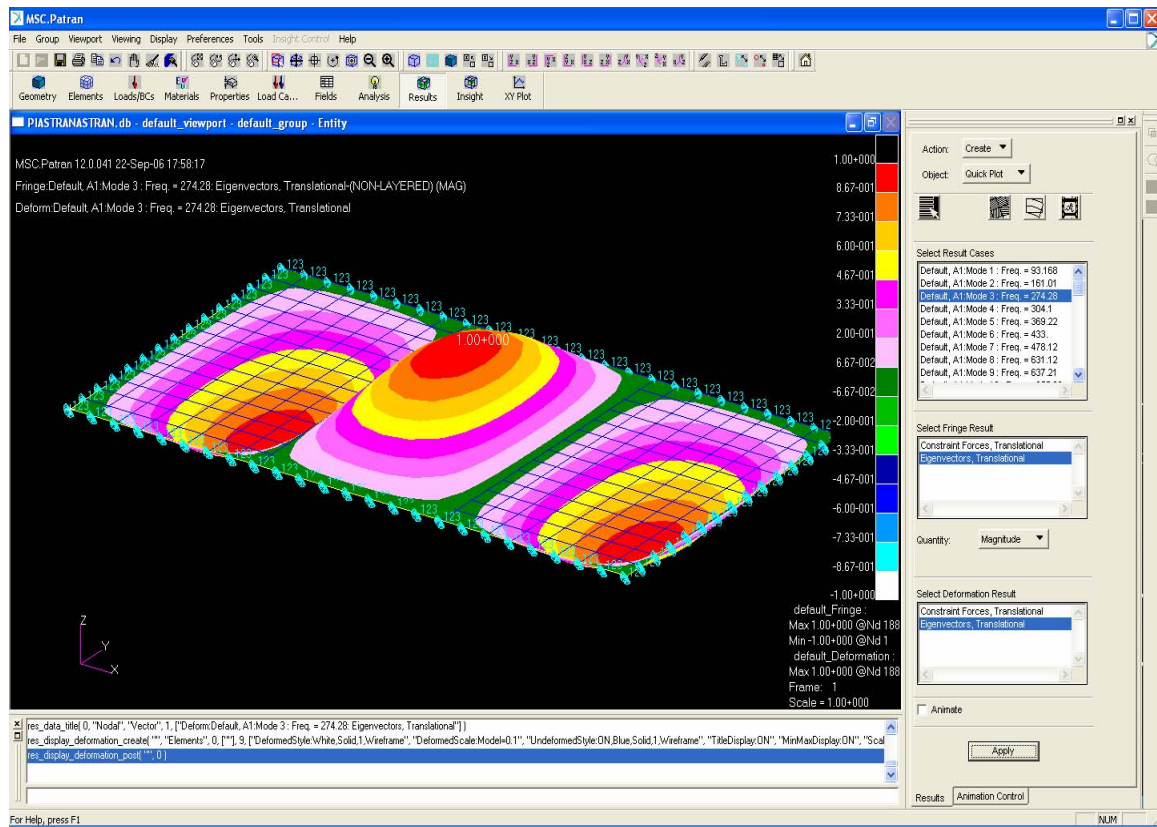 MSC.Patran
File Group Viewport Viewing Display Preferences Tools Insight Control Help
Geometry Elements Loads/BCs Materials Properties Load Ca... Fields Analysis Results Insight XY Plot
PIASTRANASTRAN.db - default_viewport - default_group - Entity
MSC.Patran 12.0.041 22-Sep-06 17:58:17
Fringe:Default, A1:Mode 3 : Freq. = 274.28: Eigenvectors, Translational-(NON-LAYERED) (MAG)
Deform:Default, A1:Mode 3 : Freq. = 274.28: Eigenvectors, Translational
1.00+000
8.67-001
7.33-001
6.00-001
4.67-001
3.33-001
2.00-001
6.67-002
-6.67-002
-2.00-001
-3.33-001
-4.67-001
-6.00-001
-7.33-001
-8.67-001
-1.00+000
1.00+000
123
Z
Y
X
default_Fringe :
Max 1.00+000 @Nd 188
Min -1.00+000 @Nd 1
default_Deformation :
Max 1.00+000 @Nd 188
Frame: 1
Scale = 1.00+000
Action: Create
Object: Quick Plot
Select Result Cases
Default, A1:Mode 1 : Freq. = 93.168
Default, A1:Mode 2 : Freq. = 161.01
Default, A1:Mode 3 : Freq. = 274.28
Default, A1:Mode 4 : Freq. = 304.1
Default, A1:Mode 5 : Freq. = 369.22
Default, A1:Mode 6 : Freq. = 433.
Default, A1:Mode 7 : Freq. = 478.12
Default, A1:Mode 8 : Freq. = 631.12
Default, A1:Mode 9 : Freq. = 637.21
Select Fringe Result
Constraint Forces, Translational
Eigenvectors, Translational
Quantity: Magnitude
Select Deformation Result
Constraint Forces, Translational
Eigenvectors, Translational
Animate
Apply
Results Animation Control
res_data_title( 0, "Nodal", "Vector", 1, ["Deform:Default, A1:Mode 3 : Freq. = 274.28: Eigenvectors, Translational"] )
res_display_deformation_create( "", "Elements", 0, [""], 9, ["DeformedStyle:White,Solid,1,Wireframe", "DeformedScale:Model=0.1", "UndeformedStyle:ON,Blue,Solid,1,Wireframe", "TitleDisplay:ON", "MinMaxDisplay:ON", "Scal
res_display_deformation_post( "", 0 )
For Help, press F1
NUM